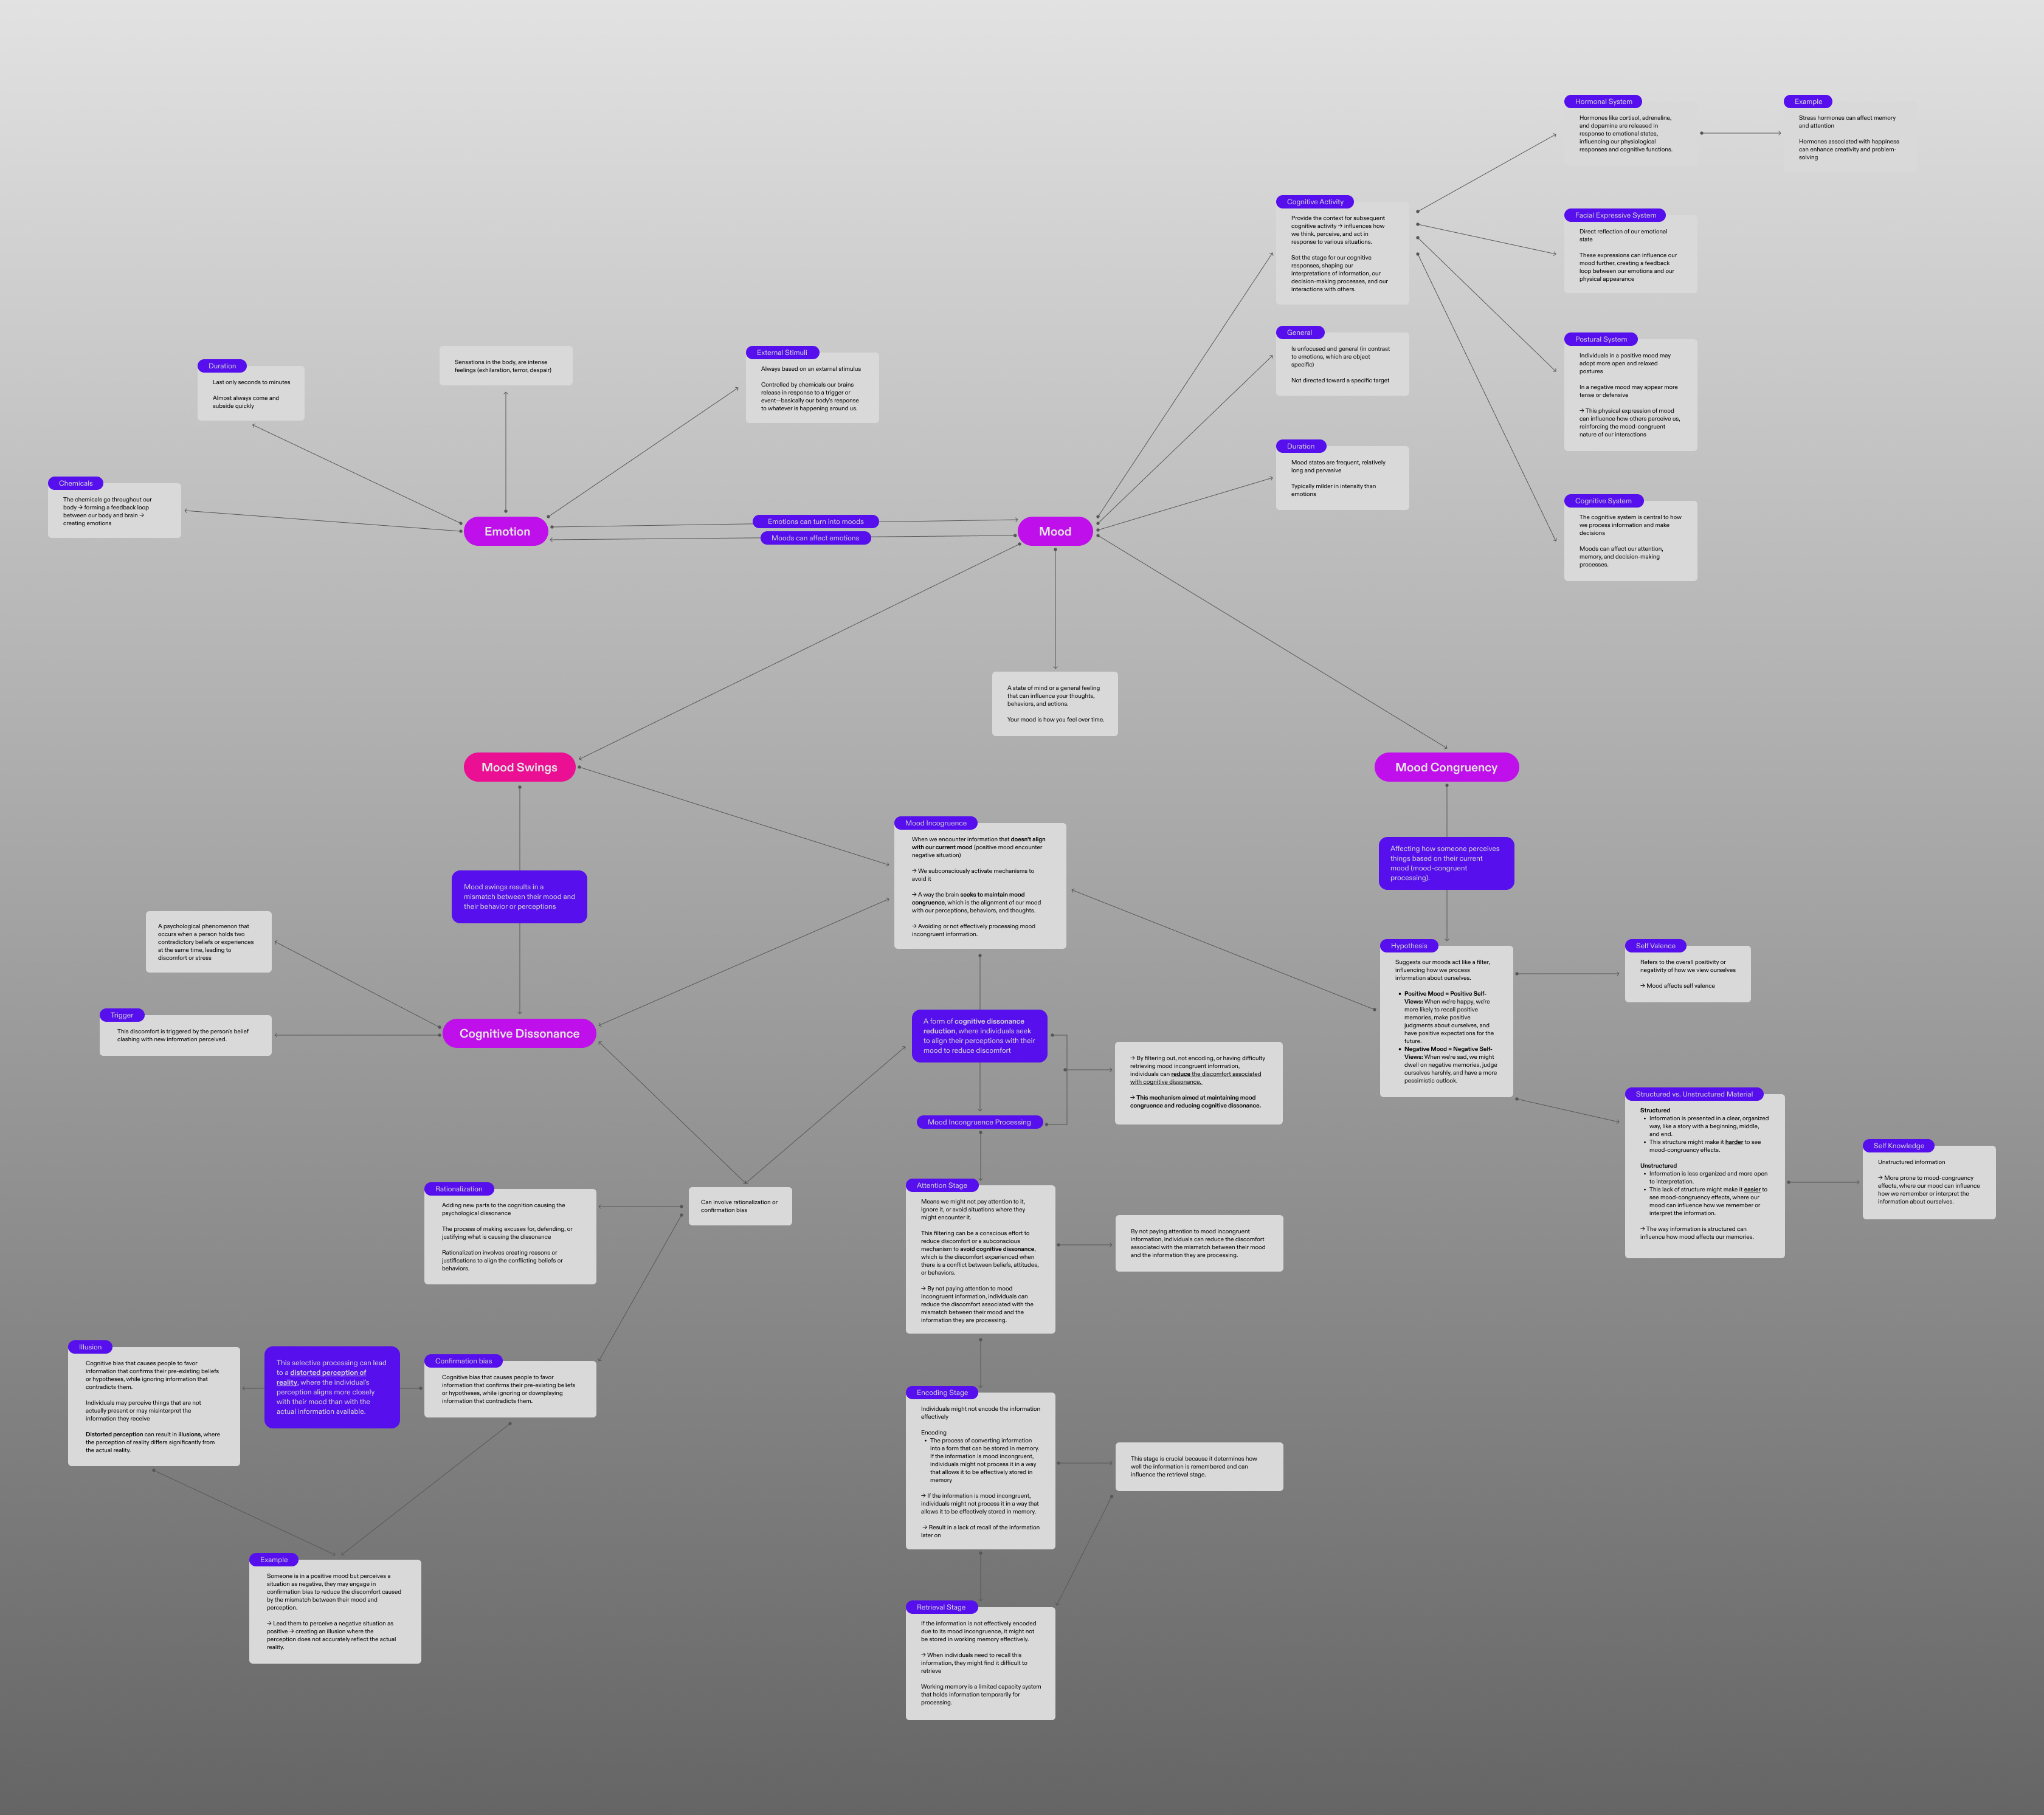 Hormonal System
Hormones like cortisol, adrenaline,
and dopamine are released in
response to emotional states,
influencing our physiological
responses and cognitive functions.
Example
Stress hormones can affect memory
and attention
Hormones associated with happiness
can enhance creativity and problem-
solving
Cognitive Activity
Provide the context for subsequent
cognitive activity → influences how
we think, perceive, and act in
response to various situations.
Set the stage for our cognitive
responses, shaping our
interpretations of information, our
decision-making processes, and our
interactions with others.
Facial Expressive System
Direct reflection of our emotional
state
These expressions can influence our
mood further, creating a feedback
loop between our emotions and our
physical appearance
General
Is unfocused and general (in contrast
to emotions, which are object
specific)
Not directed toward a specific target
Postural System
Individuals in a positive mood may
adopt more open and relaxed
postures
In a negative mood may appear more
tense or defensive
→ This physical expression of mood
can influence how others perceive us,
reinforcing the mood-congruent
nature of our interactions
Duration
Last only seconds to minutes
Almost always come and
subside quickly
Sensations in the body, are intense
feelings (exhilaration, terror, despair)
External Stimuli
Always based on an external stimulus
Controlled by chemicals our brains
release in response to a trigger or
event—basically our body's response
to whatever is happening around us.
Duration
Mood states are frequent, relatively
long and pervasive
Typically milder in intensity than
emotions
Chemicals
The chemicals go throughout our
body → forming a feedback loop
between our body and brain →
creating emotions
Cognitive System
The cognitive system is central to how
we process information and make
decisions
Moods can affect our attention,
memory, and decision-making
processes.
Emotion
Emotions can turn into moods
Moods can affect emotions
Mood
A state of mind or a general feeling
that can influence your thoughts,
behaviors, and actions.
Your mood is how you feel over time.
Mood Swings
Mood Congruency
Mood Incogruence
When we encounter information that doesn't align
with our current mood (positive mood encounter
negative situation)
→ We subconsciously activate mechanisms to
avoid it
→ A way the brain seeks to maintain mood
congruence, which is the alignment of our mood
with our perceptions, behaviors, and thoughts.
→ Avoiding or not effectively processing mood
incongruent information.
Affecting how someone perceives
things based on their current
mood (mood-congruent
processing).
Mood swings results in a
mismatch between their mood and
their behavior or perceptions
A psychological phenomenon that
occurs when a person holds two
contradictory beliefs or experiences
at the same time, leading to
discomfort or stress
Hypothesis
Suggests our moods act like a filter,
influencing how we process
information about ourselves.
• Positive Mood = Positive Self-
Views: When we're happy, we're
more likely to recall positive
memories, make positive
judgments about ourselves, and
have positive expectations for the
future.
• Negative Mood = Negative Self-
Views: When we're sad, we might
dwell on negative memories, judge
ourselves harshly, and have a more
pessimistic outlook.
Self Valence
Refers to the overall positivity or
negativity of how we view ourselves
→ Mood affects self valence
Trigger
This discomfort is triggered by the person's belief
clashing with new information perceived.
Cognitive Dissonance
A form of cognitive dissonance
reduction, where individuals seek
to align their perceptions with their
mood to reduce discomfort
→ By filtering out, not encoding, or having difficulty
retrieving mood incongruent information,
individuals can reduce the discomfort associated
with cognitive dissonance.
→ This mechanism aimed at maintaining mood
congruence and reducing cognitive dissonance.
Mood Incongruence Processing
Structured vs. Unstructured Material
Structured
• Information is presented in a clear, organized
way, like a story with a beginning, middle,
and end.
• This structure might make it harder to see
mood-congruency effects.
Unstructured
• Information is less organized and more open
to interpretation.
• This lack of structure might make it easier to
see mood-congruency effects, where our
mood can influence how we remember or
interpret the information.
→ The way information is structured can
influence how mood affects our memories.
Self Knowledge
Unstructured information
→ More prone to mood-congruency
effects, where our mood can influence
how we remember or interpret the
information about ourselves.
Rationalization
Adding new parts to the cognition causing the
psychological dissonance
The process of making excuses for, defending, or
justifying what is causing the dissonance
Rationalization involves creating reasons or
justifications to align the conflicting beliefs or
behaviors.
Can involve rationalization or
confirmation bias
Attention Stage
Means we might not pay attention to it,
ignore it, or avoid situations where they
might encounter it.
This filtering can be a conscious effort to
reduce discomfort or a subconscious
mechanism to avoid cognitive dissonance,
which is the discomfort experienced when
there is a conflict between beliefs, attitudes,
or behaviors.
→ By not paying attention to mood
incongruent information, individuals can
reduce the discomfort associated with the
mismatch between their mood and the
information they are processing.
By not paying attention to mood incongruent
information, individuals can reduce the discomfort
associated with the mismatch between their mood
and the information they are processing.
Illusion
Cognitive bias that causes people to favor
information that confirms their pre-existing beliefs
or hypotheses, while ignoring information that
contradicts them.
Individuals may perceive things that are not
actually present or may misinterpret the
information they receive
Distorted perception can result in illusions, where
the perception of reality differs significantly from
the actual reality.
This selective processing can lead
to a distorted perception of
reality, where the individual's
perception aligns more closely
with their mood than with the
actual information available.
Confirmation bias
Cognitive bias that causes people to favor
information that confirms their pre-existing beliefs
or hypotheses, while ignoring or downplaying
information that contradicts them.
Encoding Stage
Individuals might not encode the information
effectively
Encoding
• The process of converting information
into a form that can be stored in memory.
If the information is mood incongruent,
individuals might not process it in a way
that allows it to be effectively stored in
memory
→ If the information is mood incongruent,
individuals might not process it in a way that
allows it to be effectively stored in memory.
→ Result in a lack of recall of the information
later on
This stage is crucial because it determines how
well the information is remembered and can
influence the retrieval stage.
Example
Someone is in a positive mood but perceives a
situation as negative, they may engage in
confirmation bias to reduce the discomfort caused
by the mismatch between their mood and
perception.
→ Lead them to perceive a negative situation as
positive → creating an illusion where the
perception does not accurately reflect the actual
reality.
Retrieval Stage
If the information is not effectively encoded
due to its mood incongruence, it might not
be stored in working memory effectively.
→ When individuals need to recall this
information, they might find it difficult to
retrieve
Working memory is a limited capacity system
that holds information temporarily for
processing.